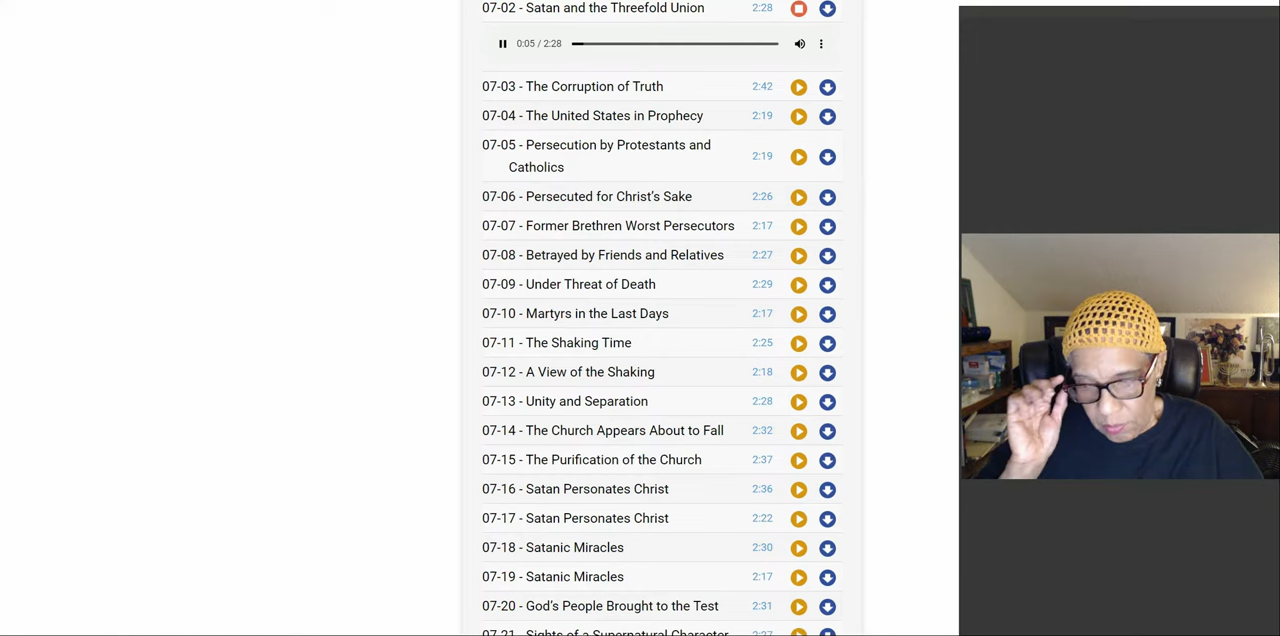 07-02 - Satan and the Threefold Union 2:28
0:05 / 2:28
07-03 - The Corruption of Truth 2:42
07-04 - The United States in Prophecy 2:19
07-05 - Persecution by Protestants and
Catholics 2:19
07-06 - Persecuted for Christ’s Sake 2:26
07-07 - Former Brethren Worst Persecutors 2:17
07-08 - Betrayed by Friends and Relatives 2:27
07-09 - Under Threat of Death 2:29
07-10 - Martyrs in the Last Days 2:17
07-11 - The Shaking Time 2:25
07-12 - A View of the Shaking 2:18
07-13 - Unity and Separation 2:28
07-14 - The Church Appears About to Fall 2:32
07-15 - The Purification of the Church 2:37
07-16 - Satan Personates Christ 2:36
07-17 - Satan Personates Christ 2:22
07-18 - Satanic Miracles 2:30
07-19 - Satanic Miracles 2:17
07-20 - God’s People Brought to the Test 2:31
07-21 - Sights of a Supernatural Character 2:27